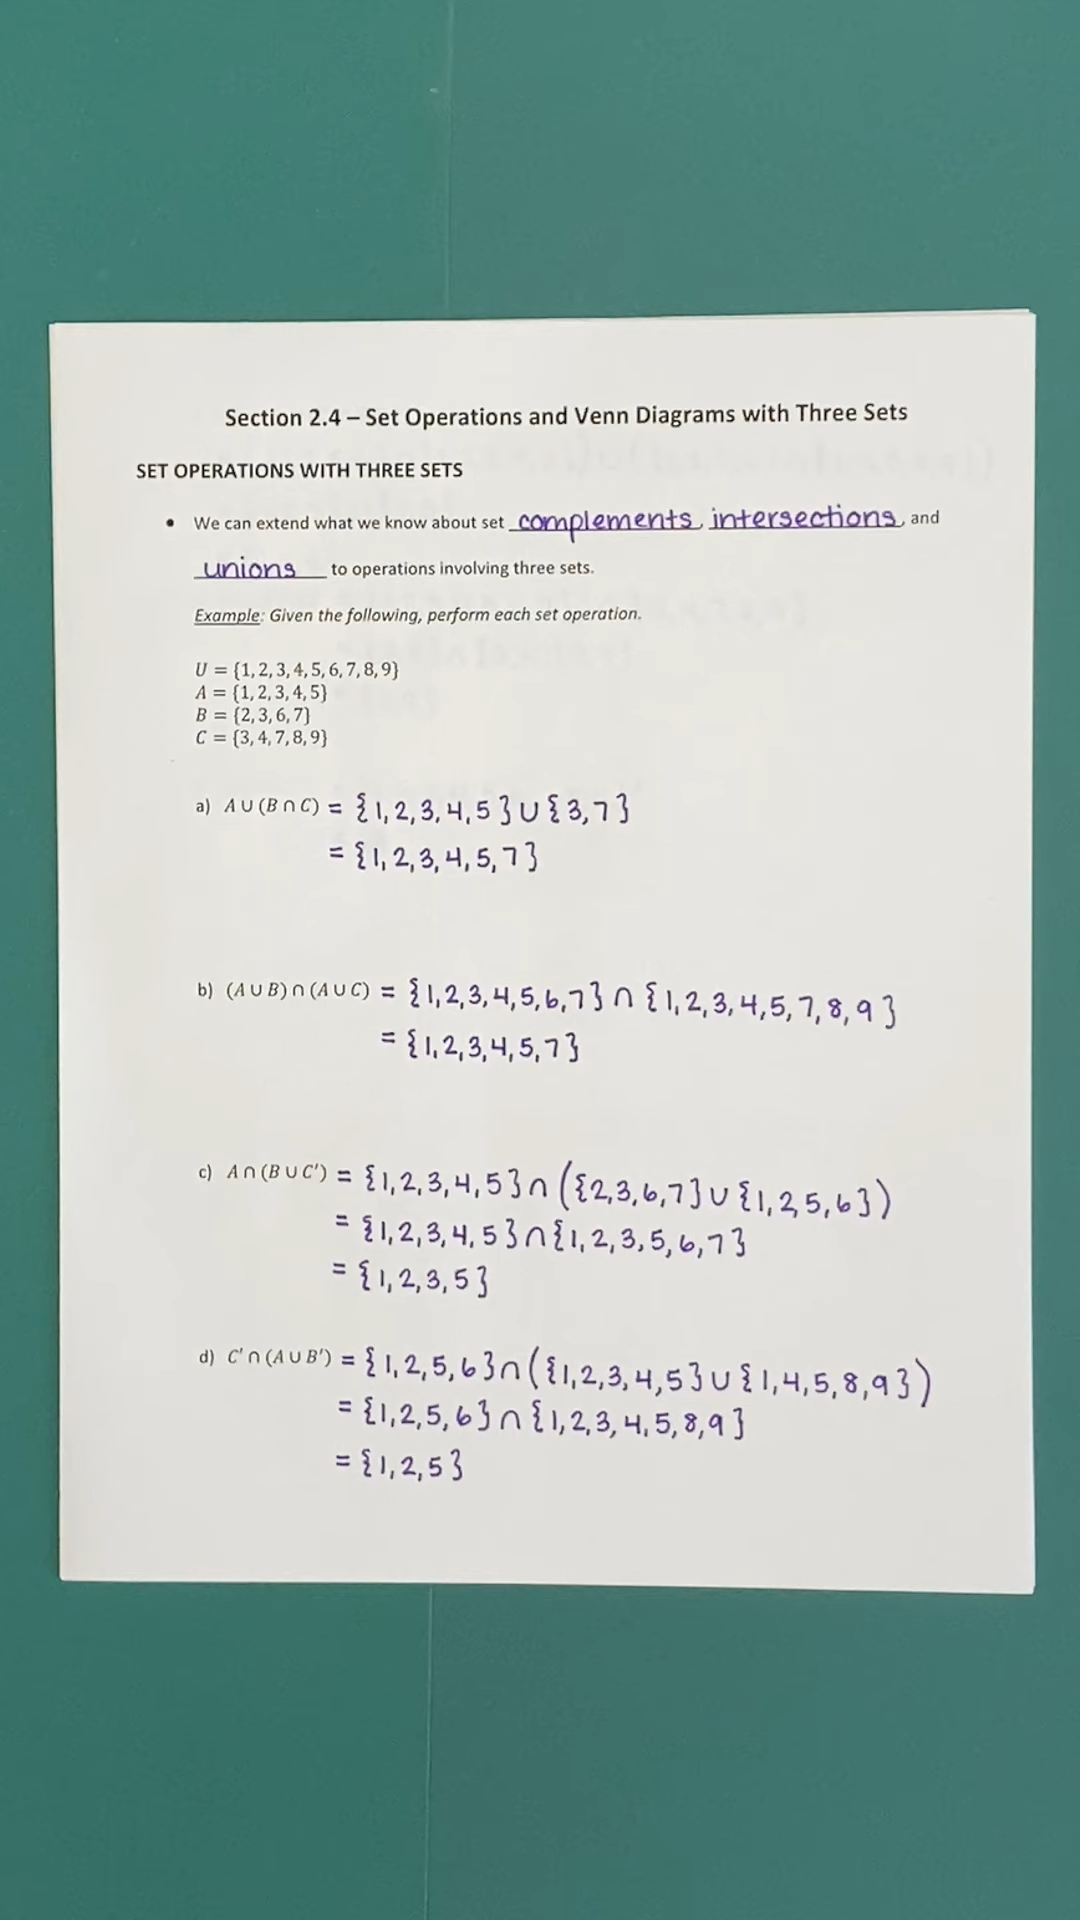 Section 2.4 – Set Operations and Venn Diagrams with Three Sets
SET OPERATIONS WITH THREE SETS
• We can extend what we know about set complements, intersections, and
unions to operations involving three sets.
Example: Given the following, perform each set operation.
U = {1, 2, 3, 4, 5, 6, 7, 8, 9}
A = {1, 2, 3, 4, 5}
B = {2, 3, 6, 7}
C = {3, 4, 7, 8, 9}
a) A ∪ (B ∩ C) = {1, 2, 3, 4, 5} ∪ {3, 7}
= {1, 2, 3, 4, 5, 7}
b) (A ∪ B) ∩ (A ∪ C) = {1, 2, 3, 4, 5, 6, 7} ∩ {1, 2, 3, 4, 5, 7, 8, 9}
= {1, 2, 3, 4, 5, 7}
c) A ∩ (B ∪ C′) = {1, 2, 3, 4, 5} ∩ ({2, 3, 6, 7} ∪ {1, 2, 5, 6})
= {1, 2, 3, 4, 5} ∩ {1, 2, 3, 5, 6, 7}
= {1, 2, 3, 5}
d) C′ ∩ (A ∪ B′) = {1, 2, 5, 6} ∩ ({1, 2, 3, 4, 5} ∪ {1, 4, 5, 8, 9})
= {1, 2, 5, 6} ∩ {1, 2, 3, 4, 5, 8, 9}
= {1, 2, 5}